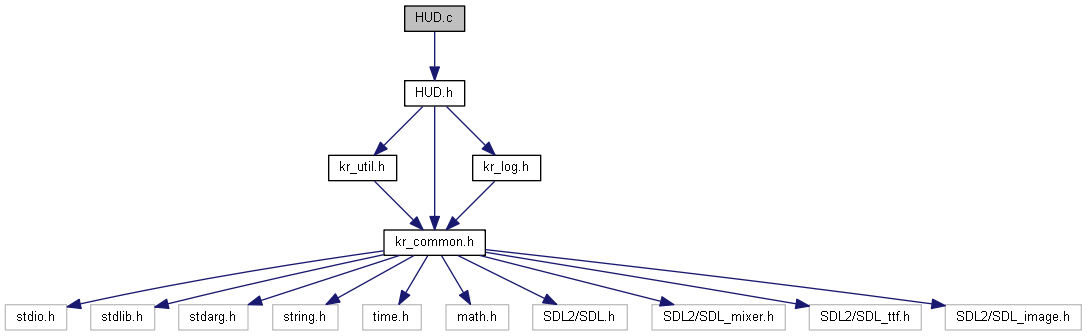 HUD.c
HUD.h
kr_util.h
kr_log.h
kr_common.h
stdio.h
stdlib.h
stdarg.h
string.h
time.h
math.h
SDL2/SDL.h
SDL2/SDL_mixer.h
SDL2/SDL_ttf.h
SDL2/SDL_image.h